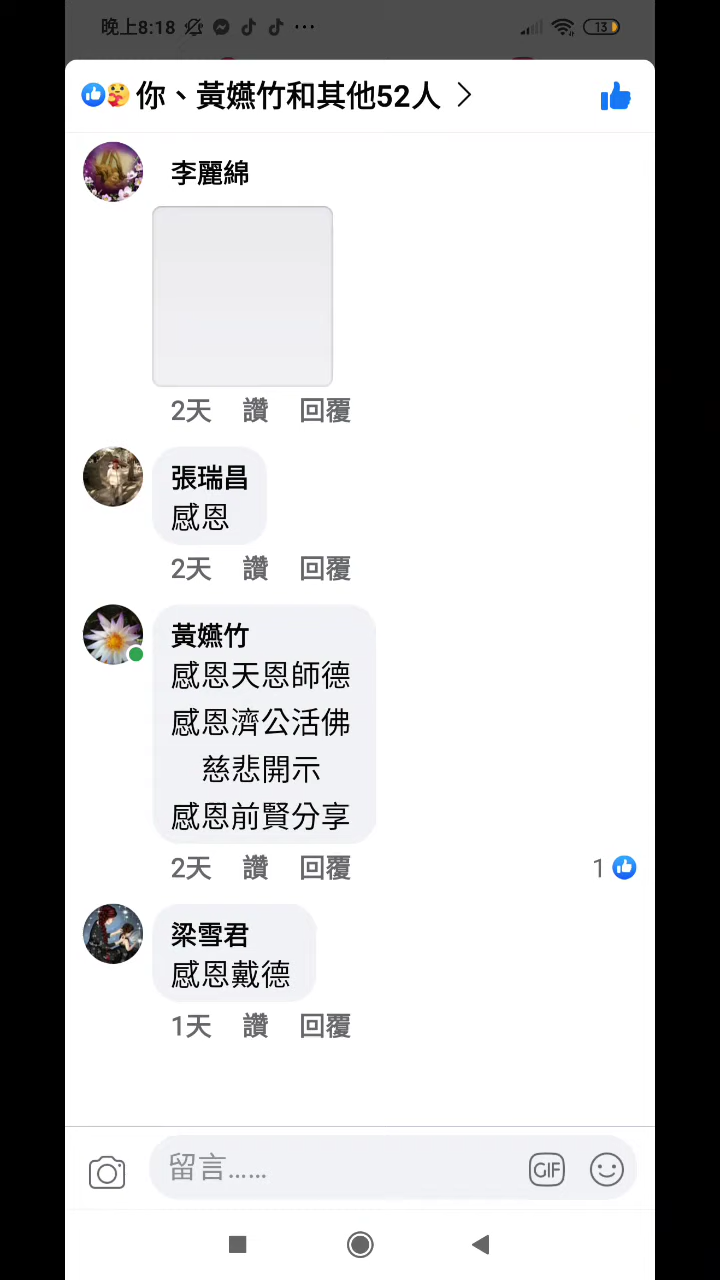 晚上8:18 ... 13
你、黃嬿竹和其他52人
李麗綿
2天 讚 回覆
張瑞昌
感恩
2天 讚 回覆
黃嬿竹
感恩天恩師德
感恩濟公活佛
慈悲開示
感恩前賢分享
2天 讚 回覆 1
梁雪君
感恩戴德
1天 讚 回覆
留言...... GIF